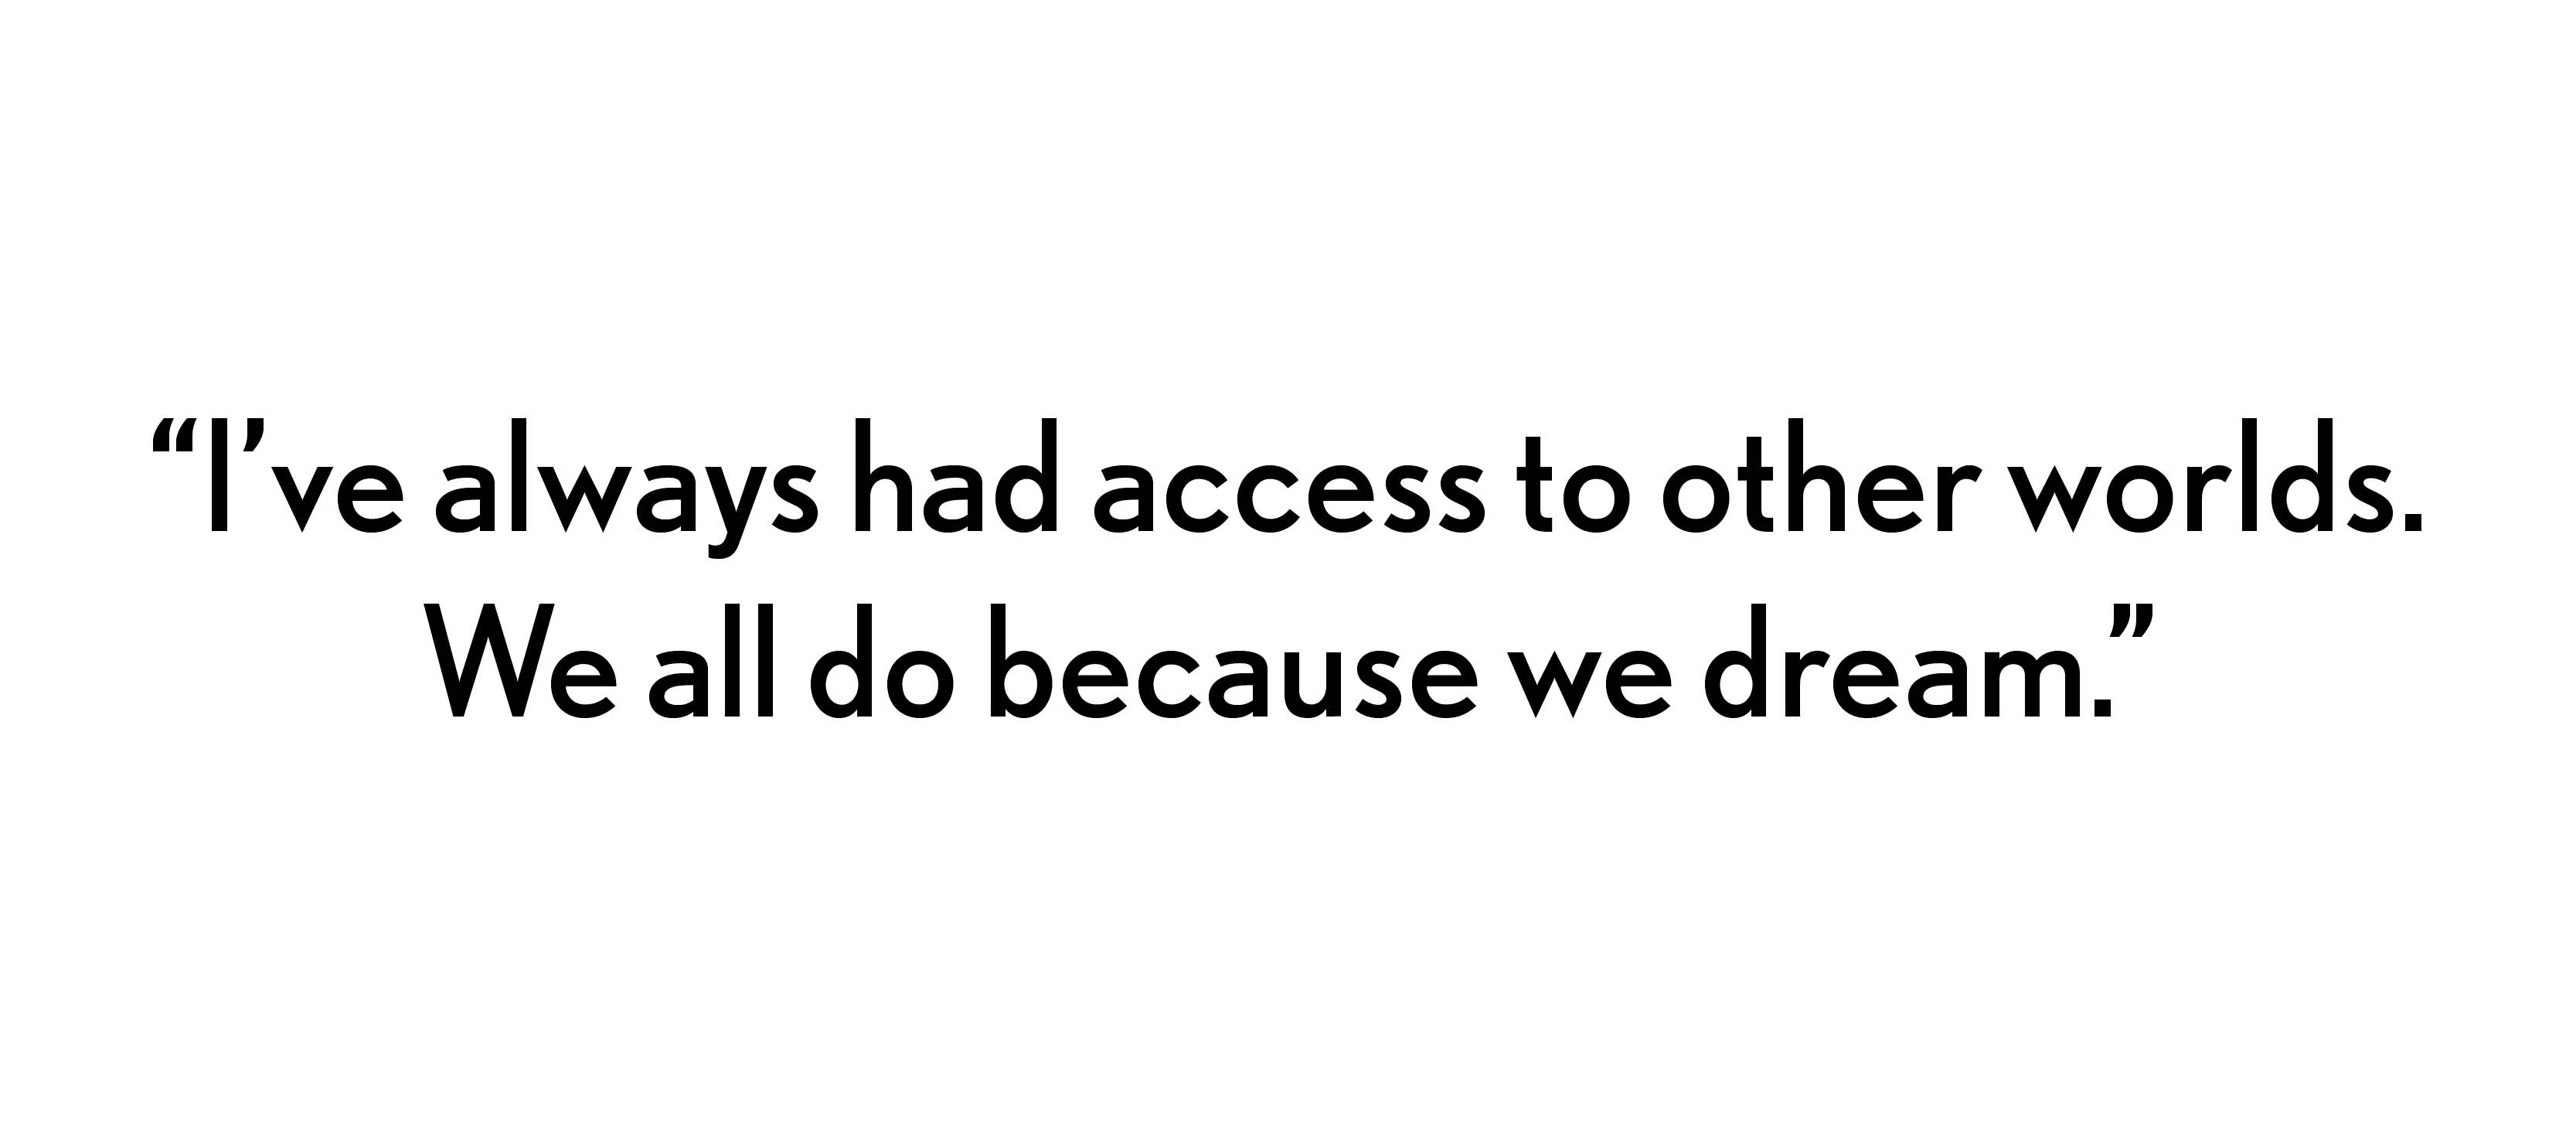 “I’ve always had access to other worlds.
We all do because we dream.”